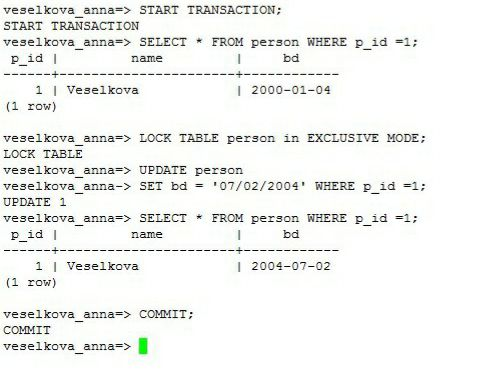 veselkova_anna=> START TRANSACTION;
START TRANSACTION
veselkova_anna=> SELECT * FROM person WHERE p_id =1;
 p_id |          name          |     bd
------+------------------------+------------
    1 | Veselkova              | 2000-01-04
(1 row)

veselkova_anna=> LOCK TABLE person in EXCLUSIVE MODE;
LOCK TABLE
veselkova_anna=> UPDATE person
veselkova_anna-> SET bd = '07/02/2004' WHERE p_id =1;
UPDATE 1
veselkova_anna=> SELECT * FROM person WHERE p_id =1;
 p_id |          name          |     bd
------+------------------------+------------
    1 | Veselkova              | 2004-07-02
(1 row)

veselkova_anna=> COMMIT;
COMMIT
veselkova_anna=>